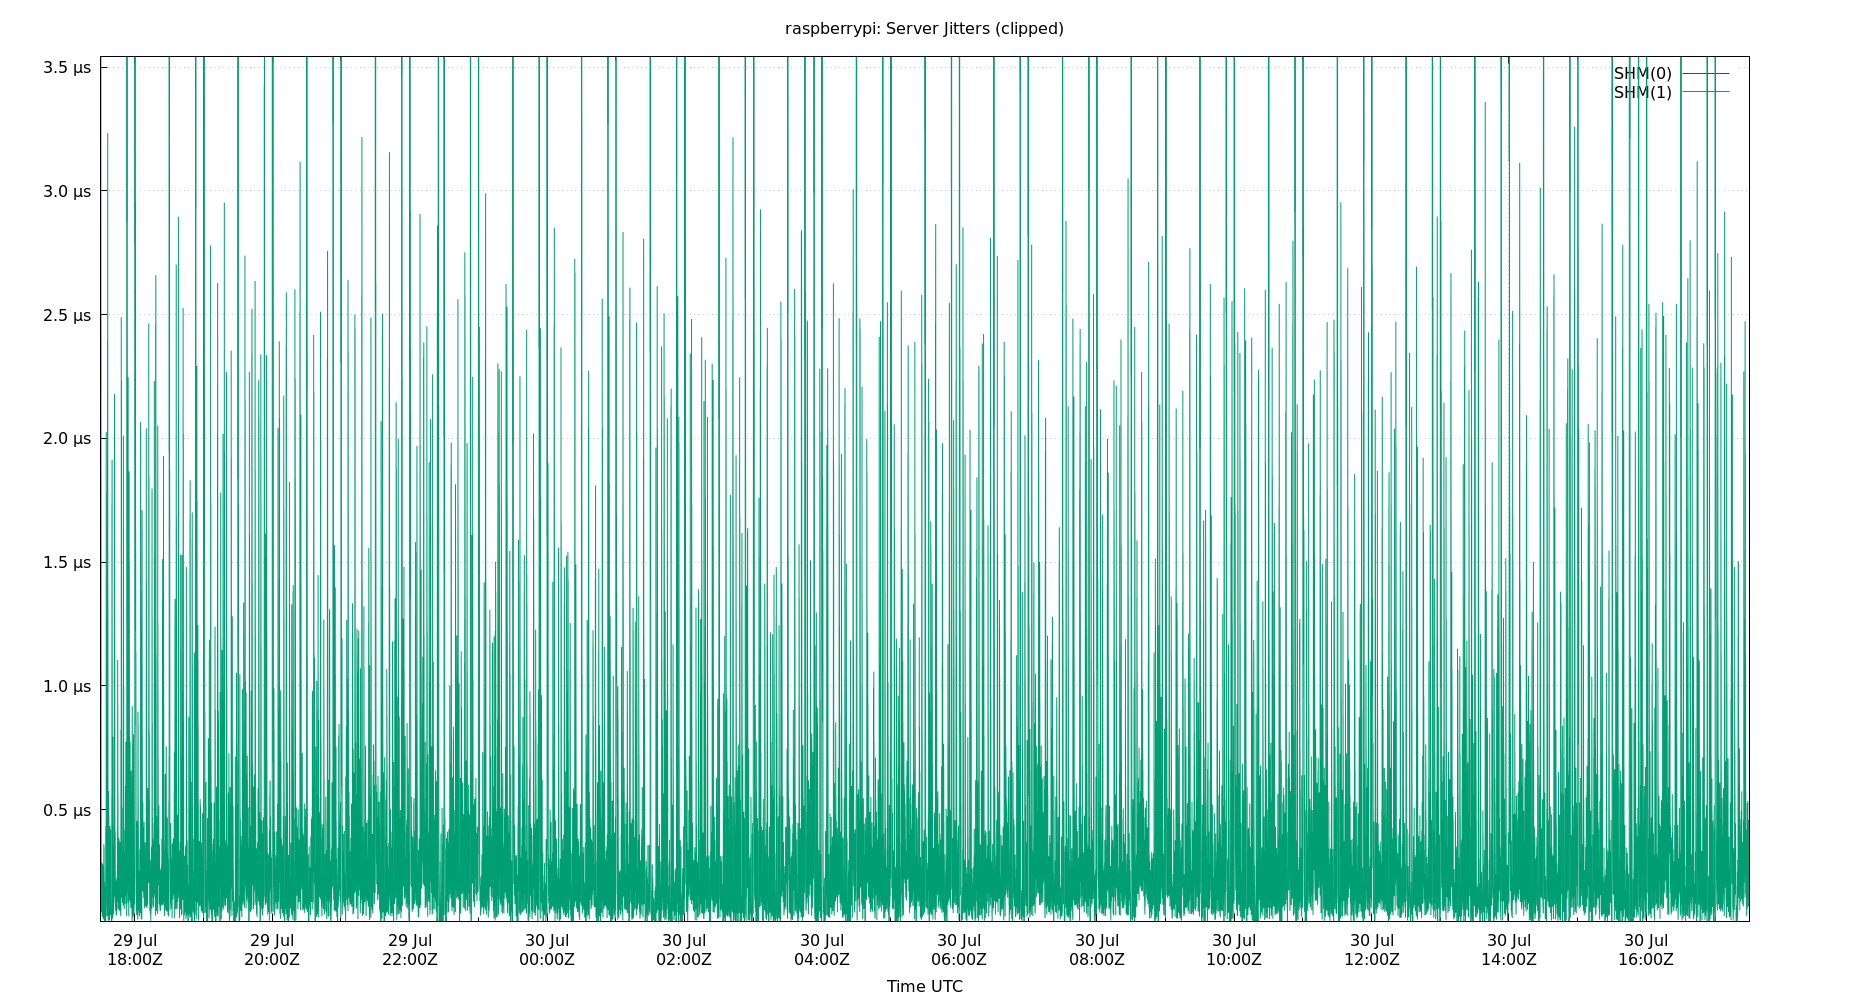 raspberrypi: Server Jitters (clipped)
3.5 µs
3.0 µs
2.5 µs
2.0 µs
1.5 µs
1.0 µs
0.5 µs
SHM(0)
SHM(1)
29 Jul 29 Jul 29 Jul 30 Jul 30 Jul 30 Jul 30 Jul 30 Jul 30 Jul 30 Jul 30 Jul 30 Jul
18:00Z 20:00Z 22:00Z 00:00Z 02:00Z 04:00Z 06:00Z 08:00Z 10:00Z 12:00Z 14:00Z 16:00Z
Time UTC